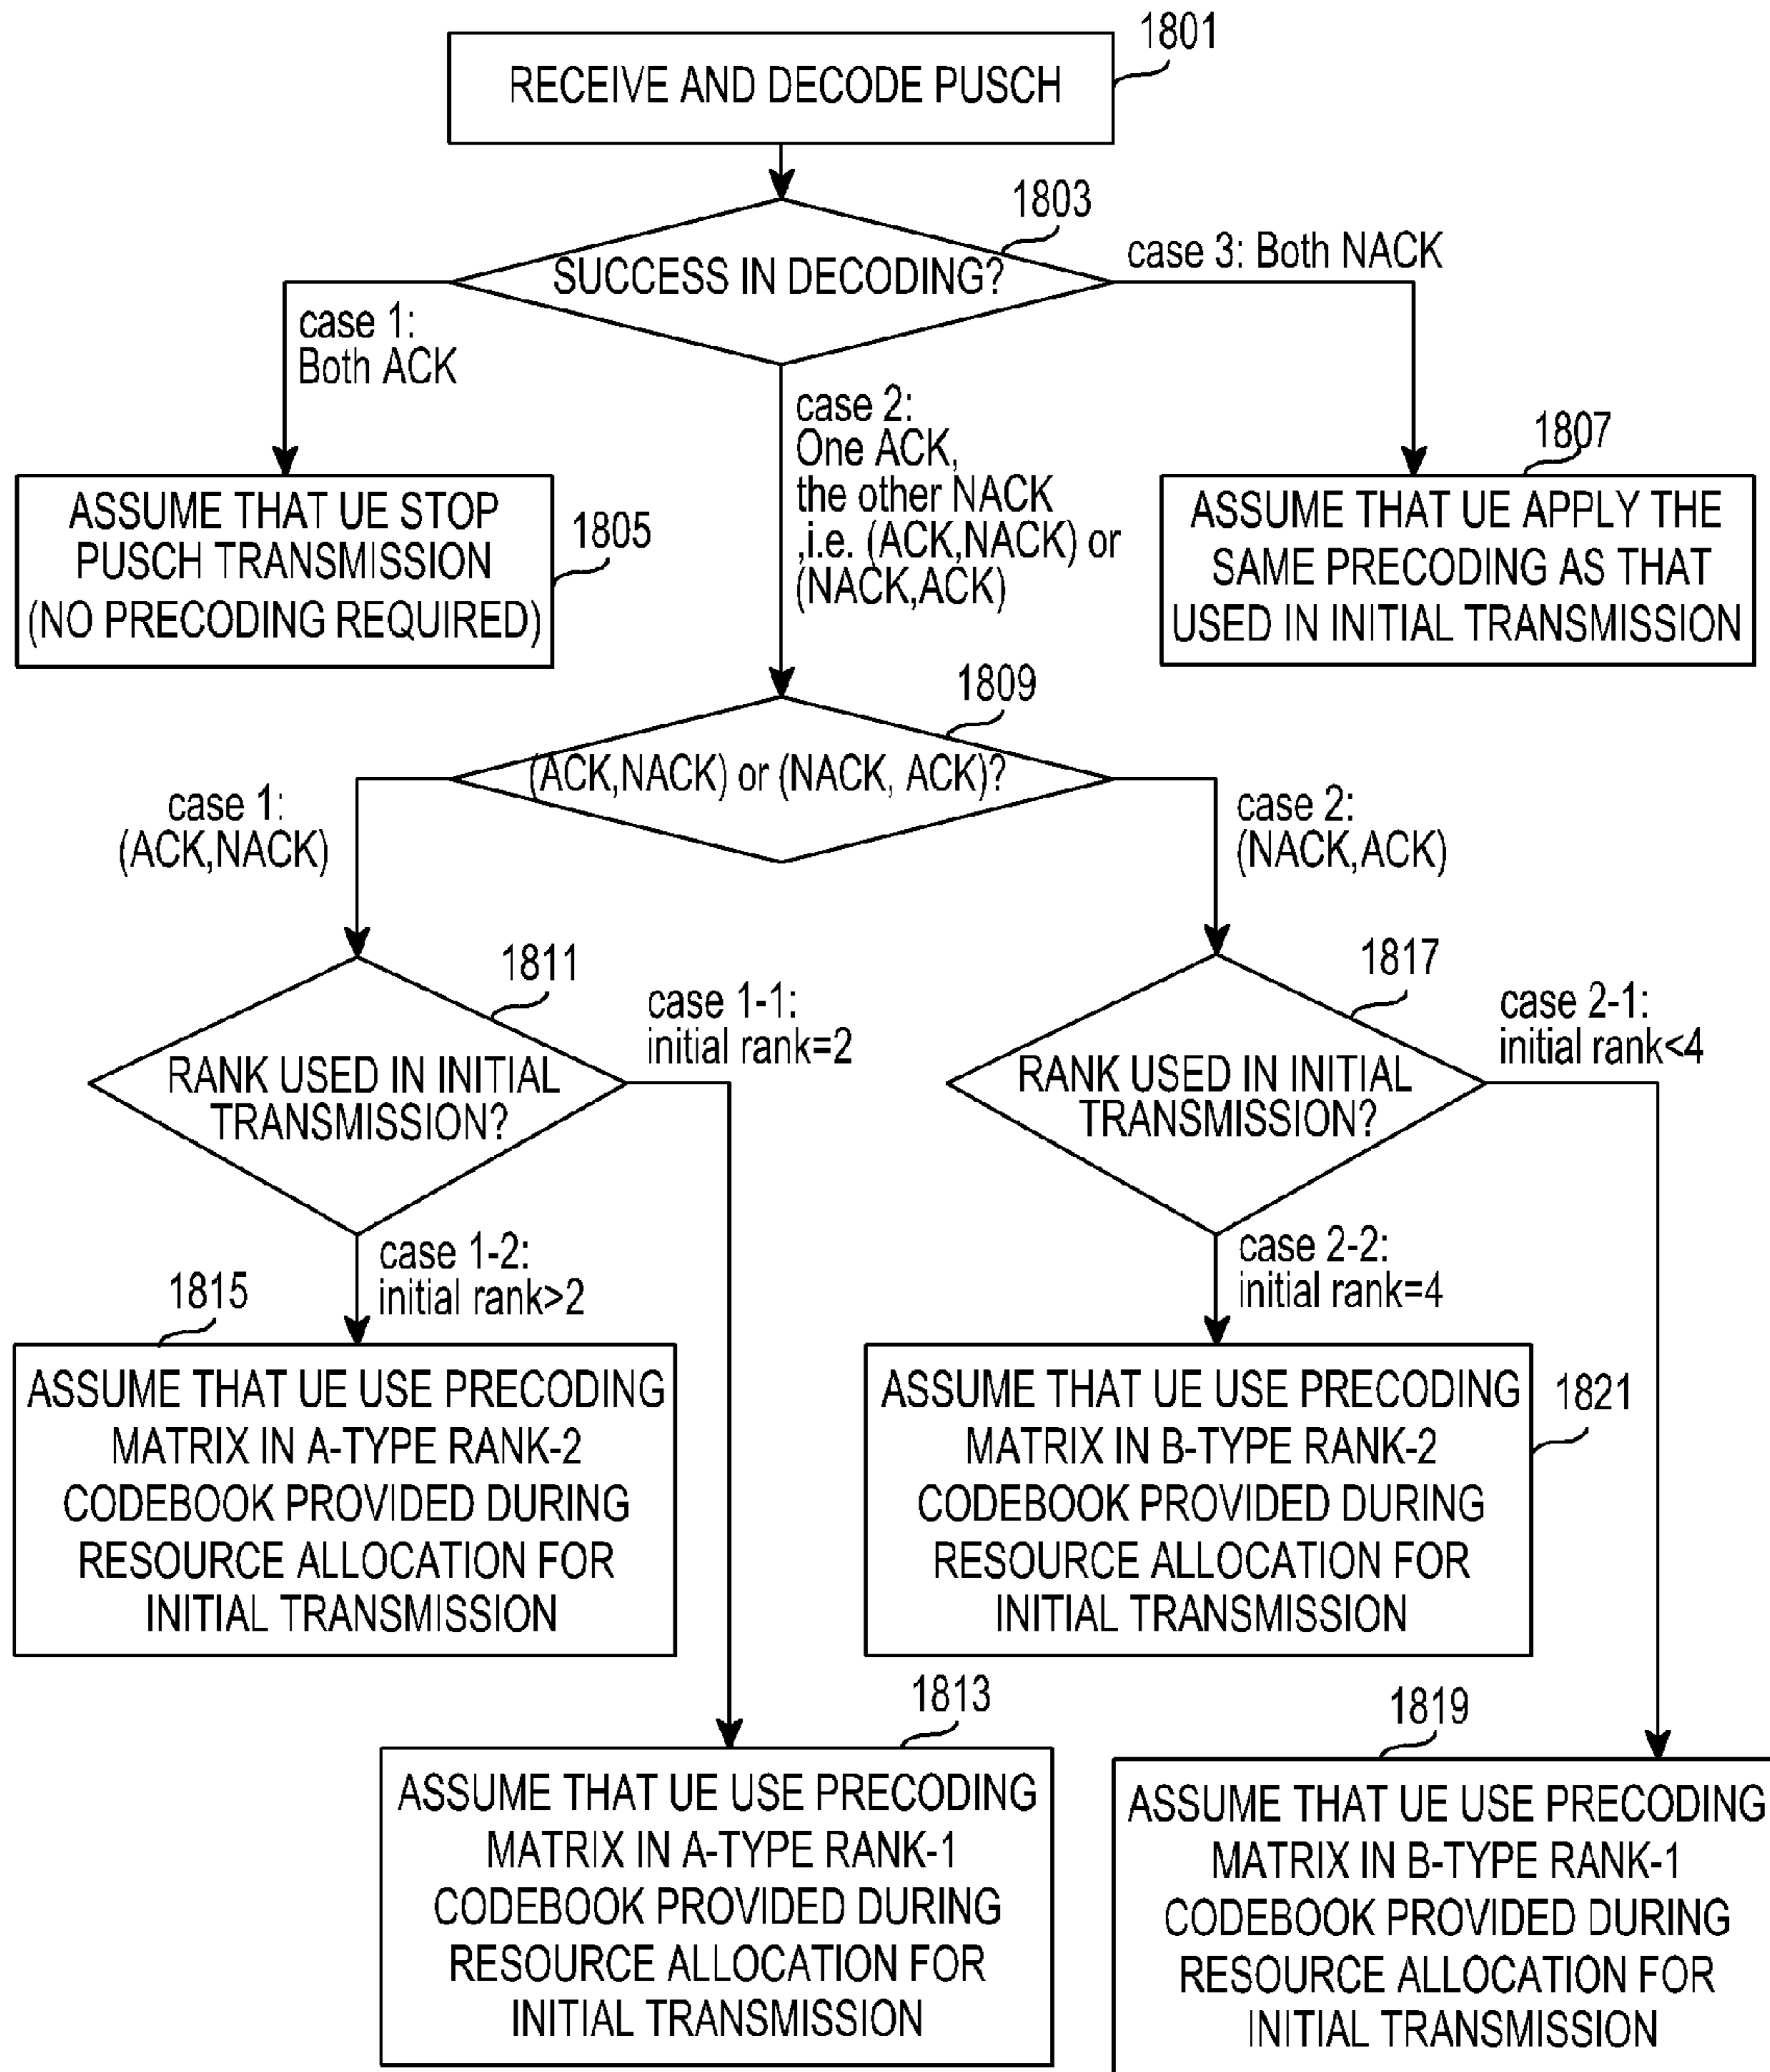 1801
RECEIVE AND DECODE PUSCH
1803
SUCCESS IN DECODING?
case 3: Both NACK
case 1:
Both ACK
case 2:
One ACK,
the other NACK
,i.e. (ACK,NACK) or
(NACK,ACK)
1805
ASSUME THAT UE STOP
PUSCH TRANSMISSION
(NO PRECODING REQUIRED)
1807
ASSUME THAT UE APPLY THE
SAME PRECODING AS THAT
USED IN INITIAL TRANSMISSION
1809
(ACK,NACK) or (NACK, ACK)?
case 1:
(ACK,NACK)
case 2:
(NACK,ACK)
1811
RANK USED IN INITIAL
TRANSMISSION?
case 1-1:
initial rank=2
1817
RANK USED IN INITIAL
TRANSMISSION?
case 2-1:
initial rank<4
case 1-2:
initial rank>2
case 2-2:
initial rank=4
1815
ASSUME THAT UE USE PRECODING
MATRIX IN A-TYPE RANK-2
CODEBOOK PROVIDED DURING
RESOURCE ALLOCATION FOR
INITIAL TRANSMISSION
1821
ASSUME THAT UE USE PRECODING
MATRIX IN B-TYPE RANK-2
CODEBOOK PROVIDED DURING
RESOURCE ALLOCATION FOR
INITIAL TRANSMISSION
1813
ASSUME THAT UE USE PRECODING
MATRIX IN A-TYPE RANK-1
CODEBOOK PROVIDED DURING
RESOURCE ALLOCATION FOR
INITIAL TRANSMISSION
1819
ASSUME THAT UE USE PRECODING
MATRIX IN B-TYPE RANK-1
CODEBOOK PROVIDED DURING
RESOURCE ALLOCATION FOR
INITIAL TRANSMISSION